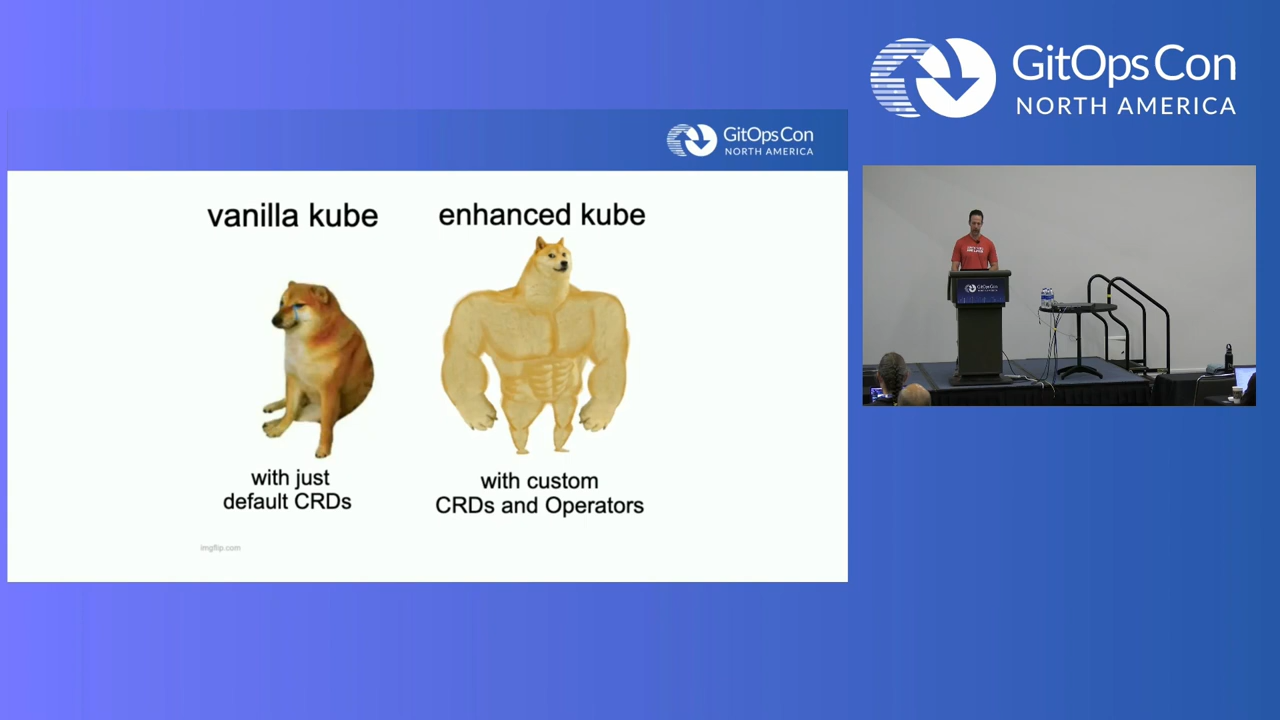 GitOpsCon
NORTH AMERICA
GitOpsCon
NORTH AMERICA
vanilla kube
enhanced kube
with just
default CRDs
with custom
CRDs and Operators
imgflip.com
GitOpsCon